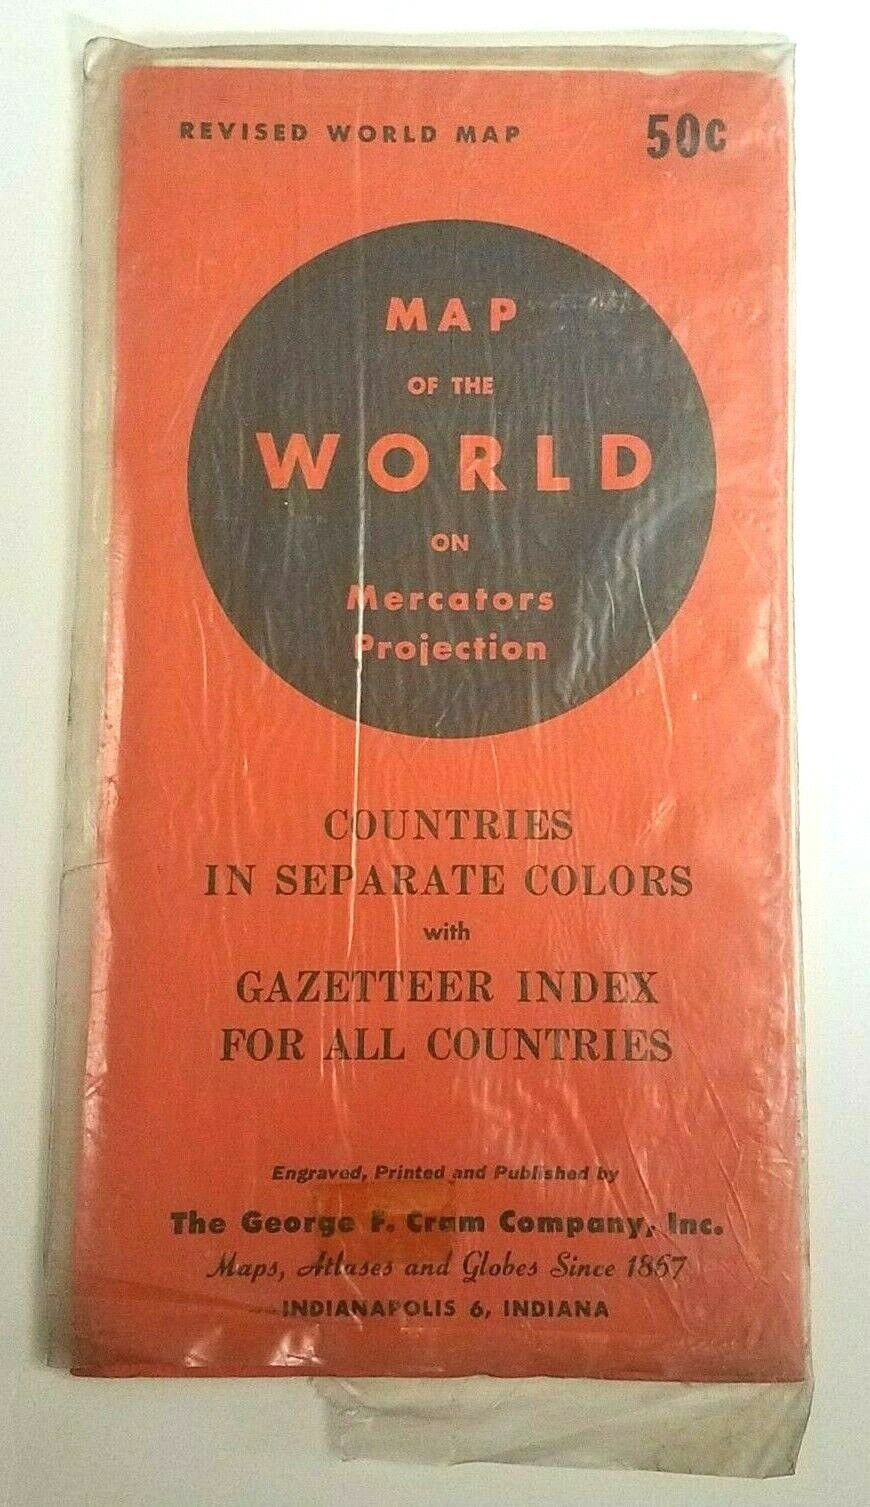 REVISED WORLD MAP 50¢
MAP
OF THE
WORLD
ON
Mercators
Projection
COUNTRIES
IN SEPARATE COLORS
with
GAZETTEER INDEX
FOR ALL COUNTRIES
Engraved, Printed and Published by
The George F. Cram Company, Inc.
Maps, Atlases and Globes Since 1867
INDIANAPOLIS 6, INDIANA